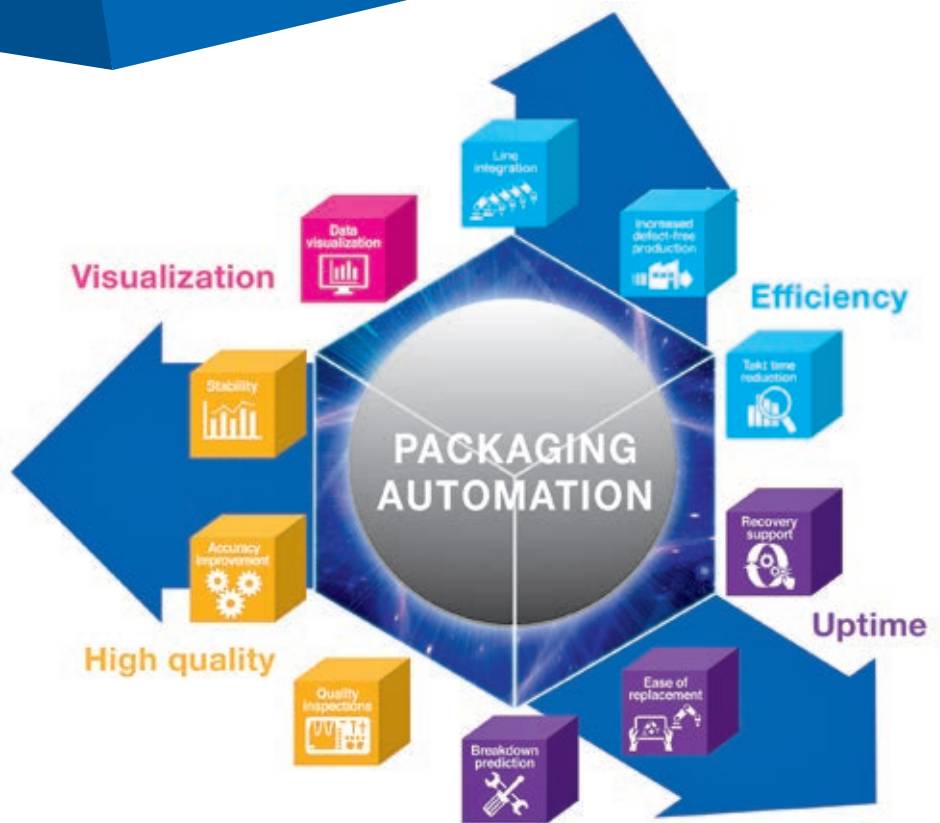 Line
integration
Data
visualization
Increased
defect-free
production
Visualization
Efficiency
Stability
Takt time
reduction
PACKAGING
AUTOMATION
Recovery
support
Accuracy
improvement
Uptime
High quality
Ease of
replacement
Quality
inspections
Breakdown
prediction